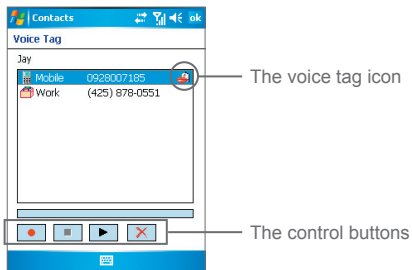 Contacts ok
Voice Tag
Jay
Mobile 0928007185
Work (425) 878-0551
The voice tag icon
The control buttons